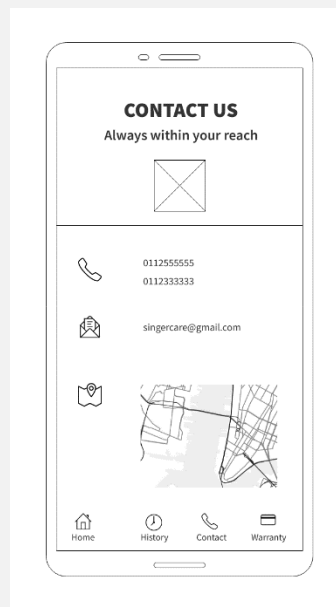 CONTACT US
Always within your reach
0112555555
0112333333
singercare@gmail.com
Home History Contact Warranty